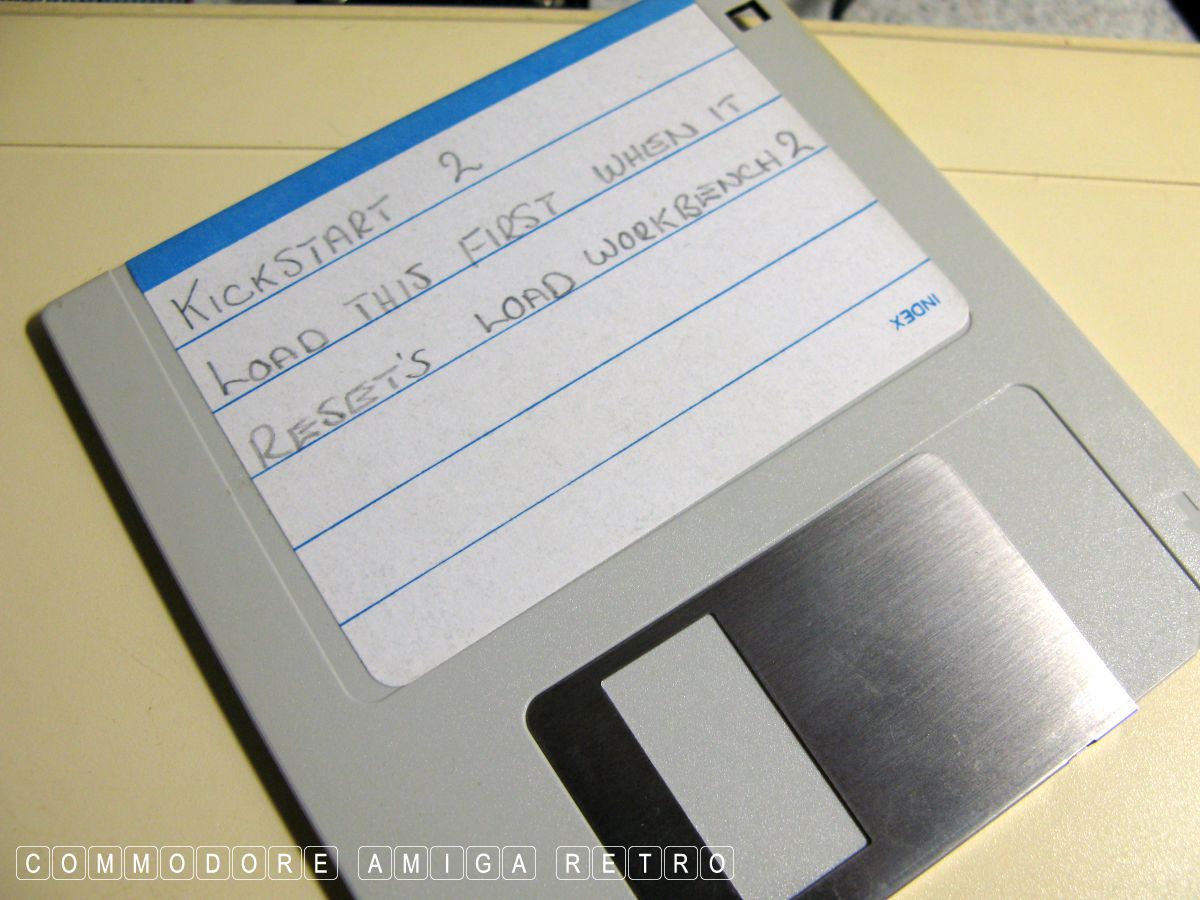 KICKSTART 2
LOAD THIS FIRST WHEN IT
RESET'S LOAD WORKBENCH 2
INDEX
COMMODORE AMIGA RETRO